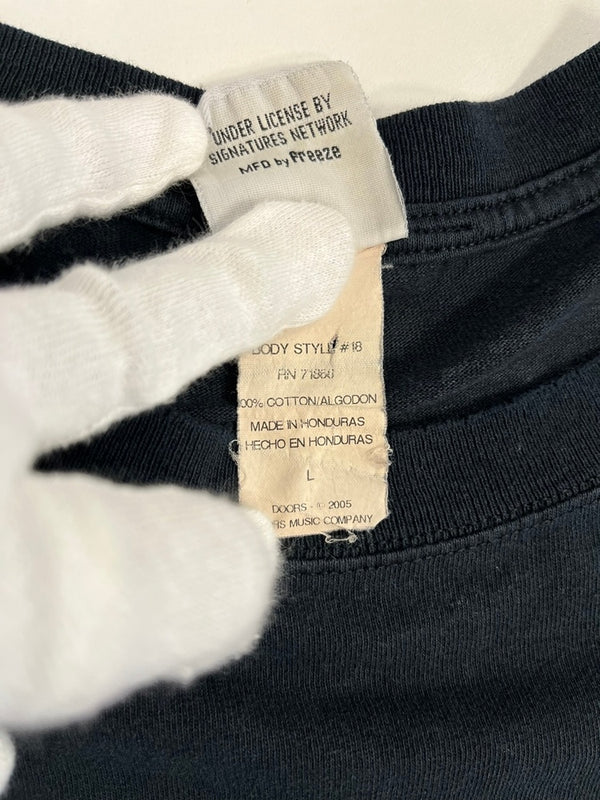 UNDER LICENSE BY
SIGNATURES NETWORK
MFD by Freeze
BODY STYLE #18
RN
100% COTTON/ALGODON
MADE IN HONDURAS
HECHO EN HONDURAS
L
DOORS - © 2005
RS MUSIC COMPANY